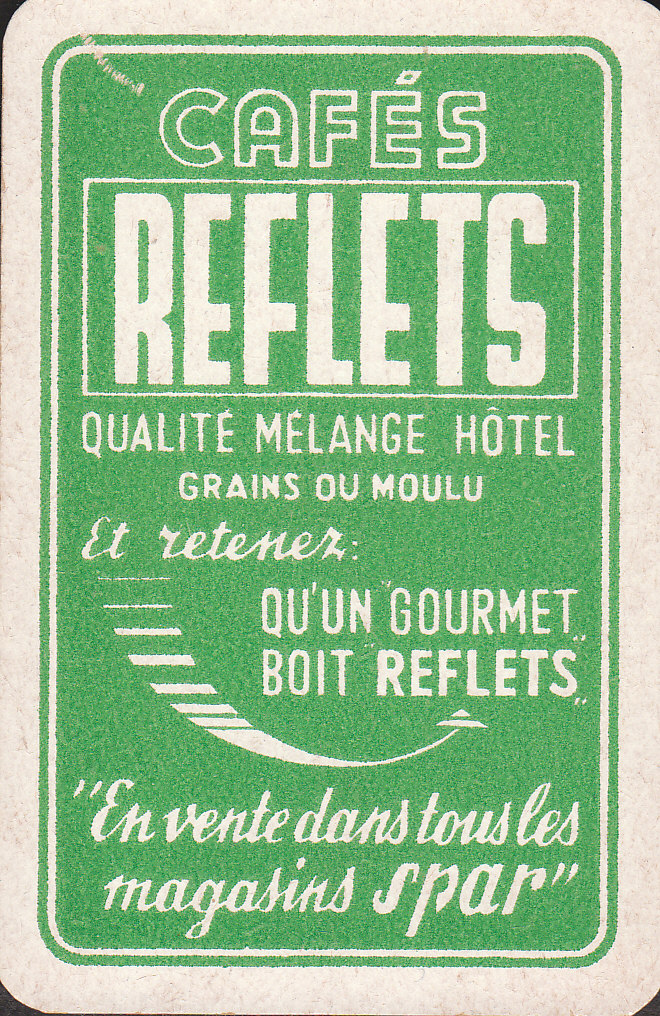 CAFÉS
REFLETS
QUALITÉ MÉLANGE HÔTEL
GRAINS OU MOULU
Et retenez:
QU'UN "GOURMET"
BOIT "REFLETS"
"En vente dans tous les
magasins spar"